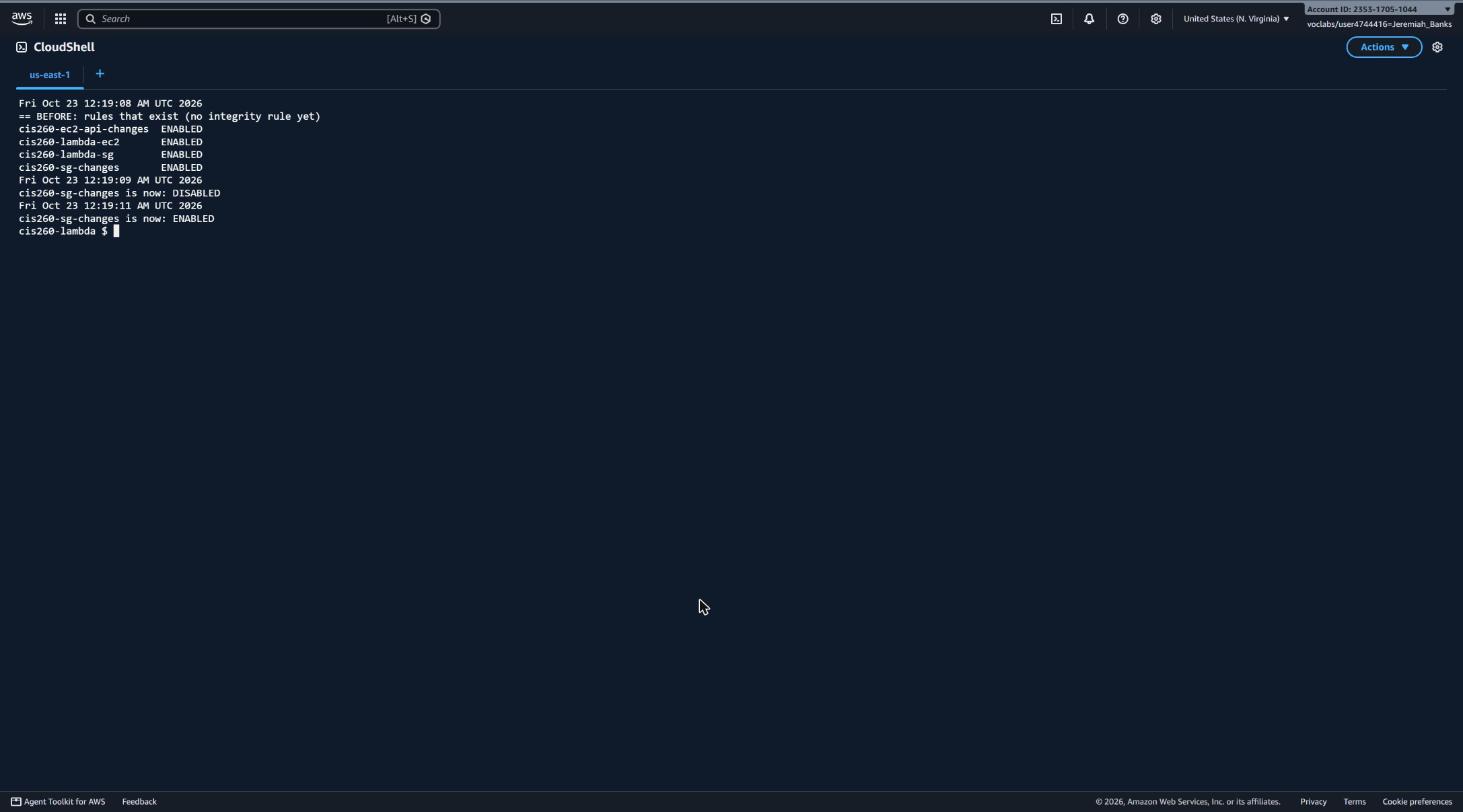 aws
Search [Alt+S]
United States (N. Virginia) ▼
Account ID: 2353-1705-1044 ▼
voclabs/user4744416=Jeremiah_Banks
CloudShell
Actions ▼
us-east-1 +
Fri Oct 23 12:19:08 AM UTC 2026
== BEFORE: rules that exist (no integrity rule yet)
cis260-ec2-api-changes  ENABLED
cis260-lambda-ec2       ENABLED
cis260-lambda-sg        ENABLED
cis260-sg-changes       ENABLED
Fri Oct 23 12:19:09 AM UTC 2026
cis260-sg-changes is now: DISABLED
Fri Oct 23 12:19:11 AM UTC 2026
cis260-sg-changes is now: ENABLED
cis260-lambda $
Agent Toolkit for AWS Feedback © 2026, Amazon Web Services, Inc. or its affiliates. Privacy Terms Cookie preferences